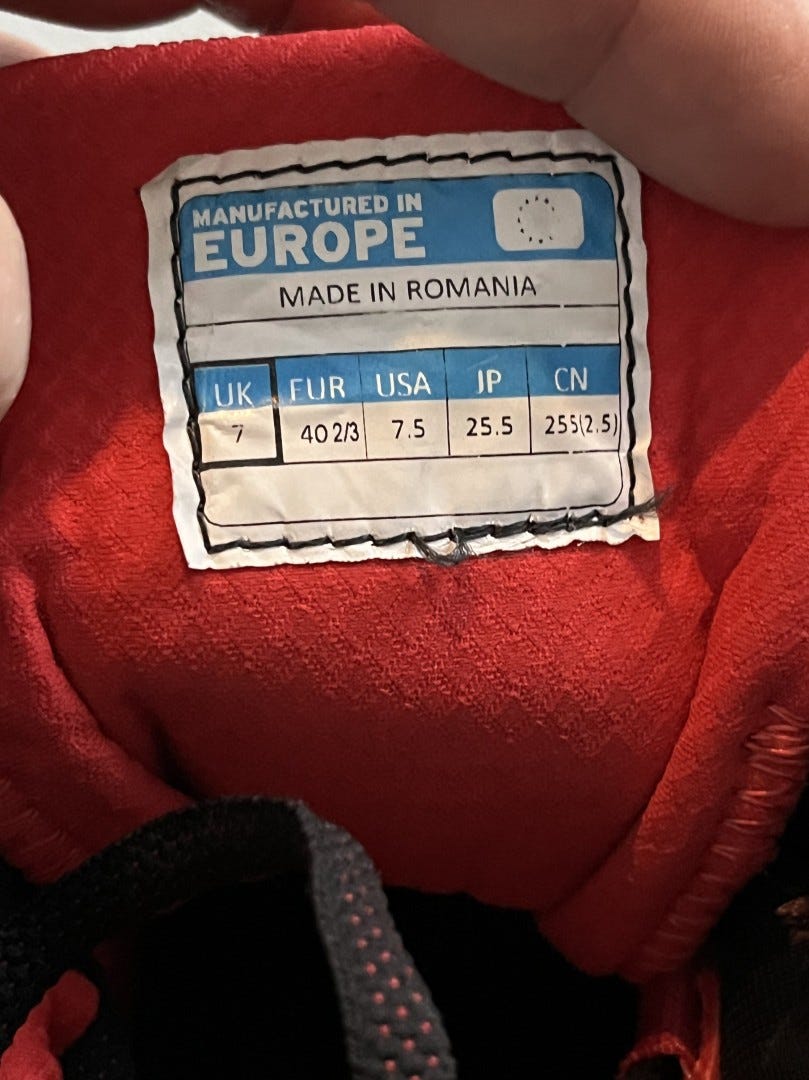 MANUFACTURED IN
EUROPE
MADE IN ROMANIA
UK EUR USA JP CN
7 40 2/3 7.5 25.5 255(2.5)